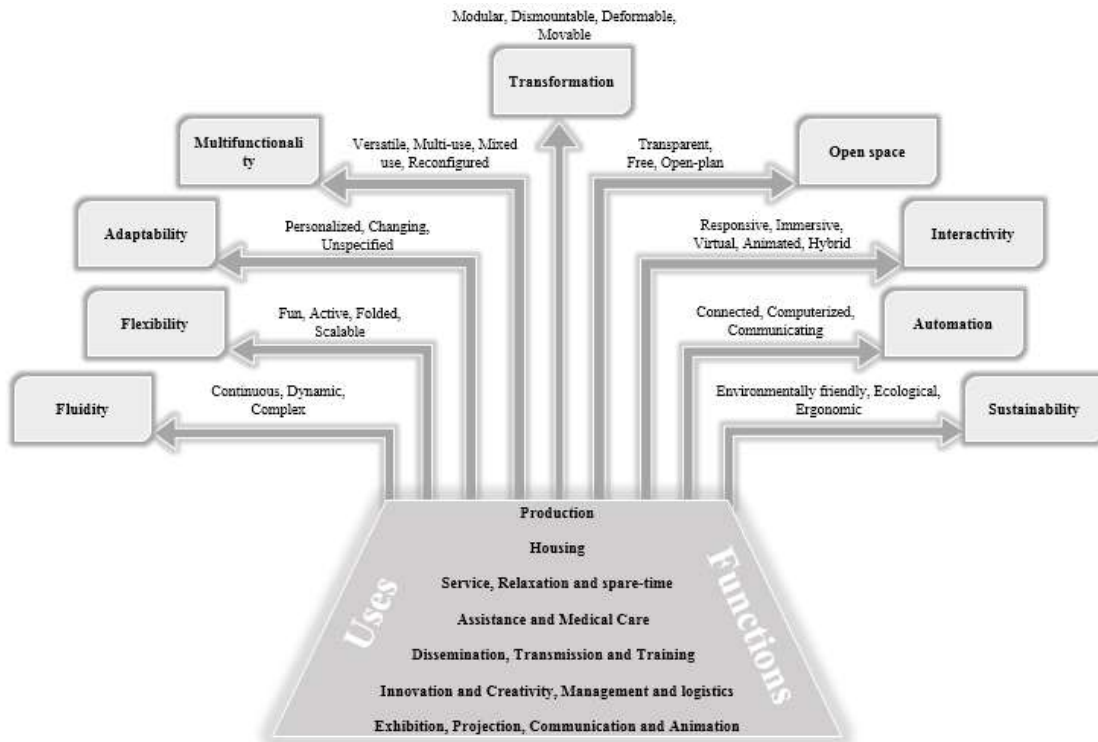 Modular, Dismountable, Deformable,
Movable
Transformation
Multifunctionali
ty
Versatile, Multi-use, Mixed
use, Reconfigured
Transparent,
Free, Open-plan
Open space
Adaptability
Personalized, Changing,
Unspecified
Responsive, Immersive,
Virtual, Animated, Hybrid
Interactivity
Flexibility
Fun, Active, Folded,
Scalable
Connected, Computerized,
Communicating
Automation
Fluidity
Continuous, Dynamic,
Complex
Environmentally friendly, Ecological,
Ergonomic
Sustainability
Uses
Production
Housing
Service, Relaxation and spare-time
Assistance and Medical Care
Dissemination, Transmission and Training
Innovation and Creativity, Management and logistics
Exhibition, Projection, Communication and Animation
Functions